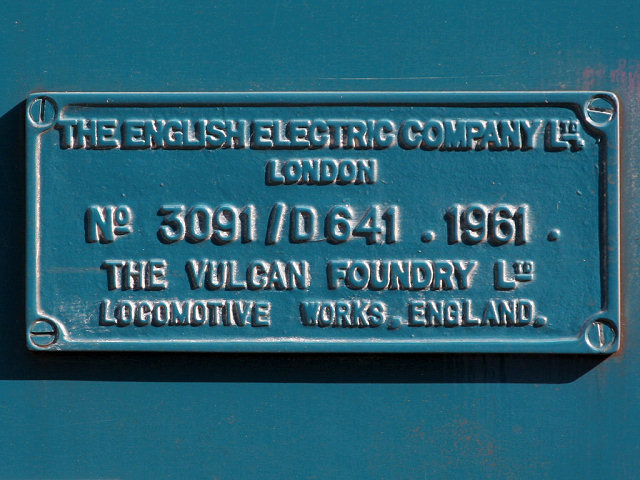 THE ENGLISH ELECTRIC COMPANY LTD.
LONDON
No 3091/D641 . 1961 .
THE VULCAN FOUNDRY LTD
LOCOMOTIVE WORKS, ENGLAND.